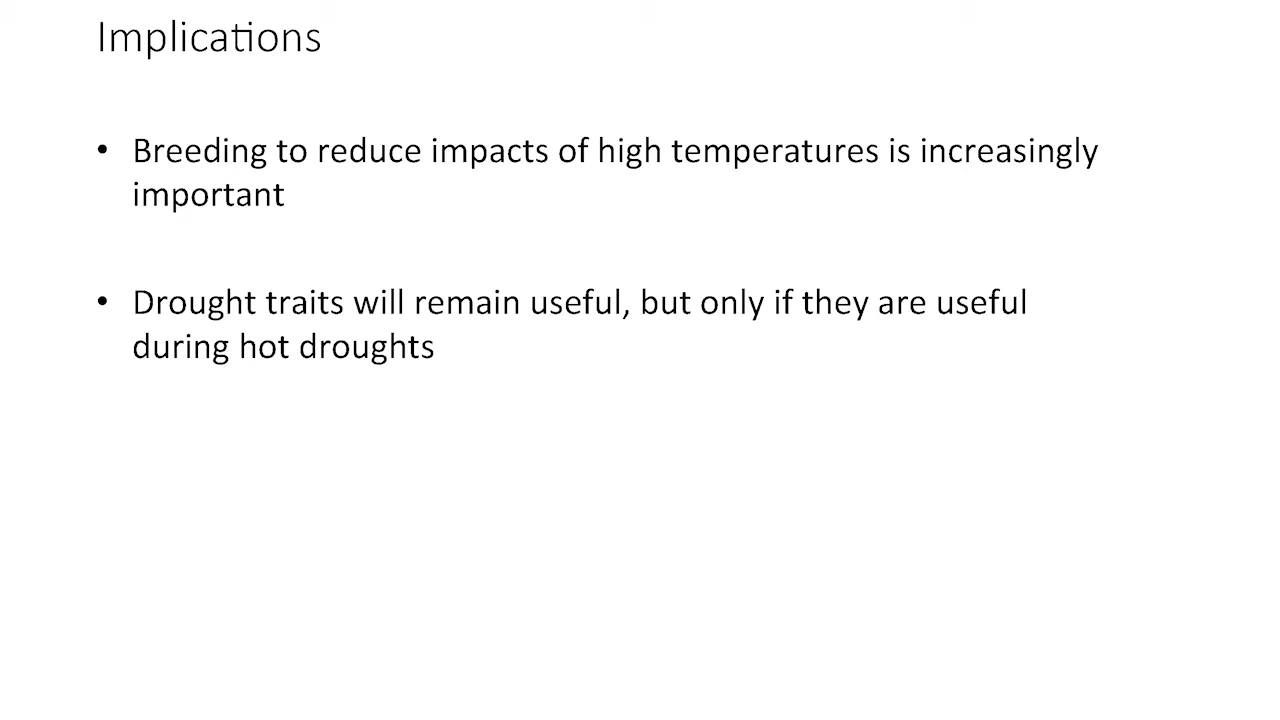 Implications
• Breeding to reduce impacts of high temperatures is increasingly
important
• Drought traits will remain useful, but only if they are useful
during hot droughts